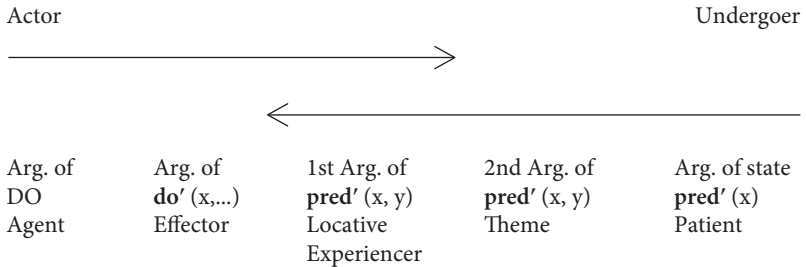 Actor Undergoer
Arg. of Arg. of 1st Arg. of 2nd Arg. of Arg. of state
DO do′ (x,...) pred′ (x, y) pred′ (x, y) pred′ (x)
Agent Effector Locative Theme Patient
Experiencer